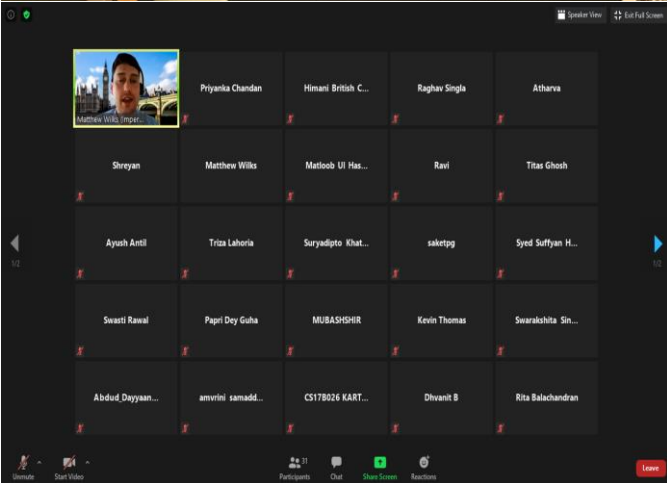 Speaker View Exit Full Screen
Matthew Wilks (Imper...
Priyanka Chandan
Himani British C...
Raghav Singla
Atharva
Shreyan
Matthew Wilks
Matloob Ul Has...
Ravi
Titas Ghosh
Ayush Antil
Triza Lahoria
Suryadipto Khat...
saketpg
Syed Suffyan H...
1/2
1/2
Swasti Rawal
Papri Dey Guha
MUBASHSHIR
Kevin Thomas
Swarakshita Sin...
Abdud_Dayyaan...
amvrini samadd...
CS17B026 KART...
Dhvanit B
Rita Balachandran
Unmute Start Video Participants 31 Chat Share Screen Reactions Leave